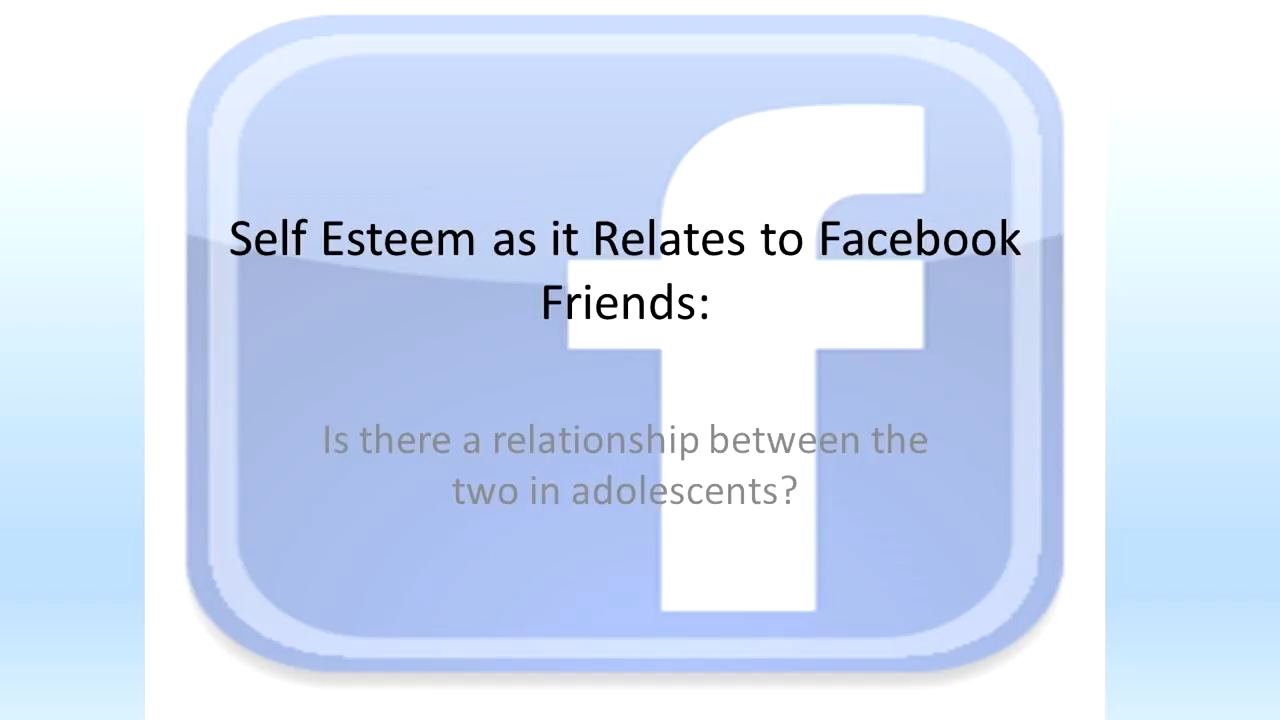 Self Esteem as it Relates to Facebook
Friends:
Is there a relationship between the
two in adolescents?